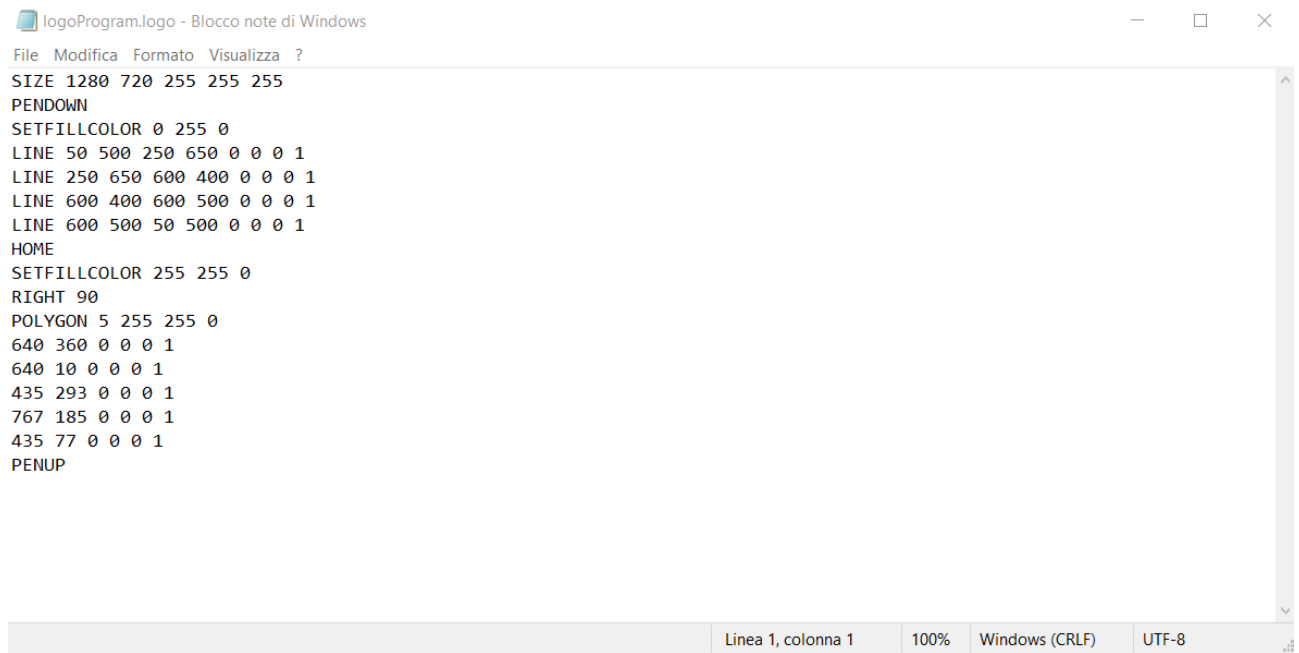 logoProgram.logo - Blocco note di Windows
File Modifica Formato Visualizza ?
SIZE 1280 720 255 255 255
PENDOWN
SETFILLCOLOR 0 255 0
LINE 50 500 250 650 0 0 0 1
LINE 250 650 600 400 0 0 0 1
LINE 600 400 600 500 0 0 0 1
LINE 600 500 50 500 0 0 0 1
HOME
SETFILLCOLOR 255 255 0
RIGHT 90
POLYGON 5 255 255 0
640 360 0 0 0 1
640 10 0 0 0 1
435 293 0 0 0 1
767 185 0 0 0 1
435 77 0 0 0 1
PENUP
Linea 1, colonna 1 100% Windows (CRLF) UTF-8